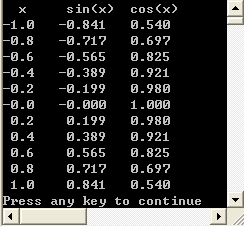 x sin(x) cos(x)
-1.0 -0.841 0.540
-0.8 -0.717 0.697
-0.6 -0.565 0.825
-0.4 -0.389 0.921
-0.2 -0.199 0.980
-0.0 -0.000 1.000
0.2 0.199 0.980
0.4 0.389 0.921
0.6 0.565 0.825
0.8 0.717 0.697
1.0 0.841 0.540
Press any key to continue